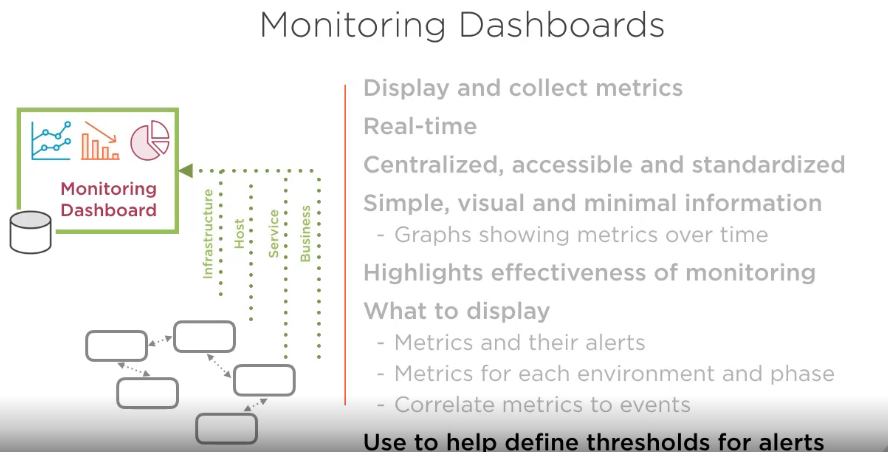 Monitoring Dashboards
Monitoring
Dashboard
Infrastructure
Host
Service
Business
Display and collect metrics
Real-time
Centralized, accessible and standardized
Simple, visual and minimal information
- Graphs showing metrics over time
Highlights effectiveness of monitoring
What to display
- Metrics and their alerts
- Metrics for each environment and phase
- Correlate metrics to events
Use to help define thresholds for alerts